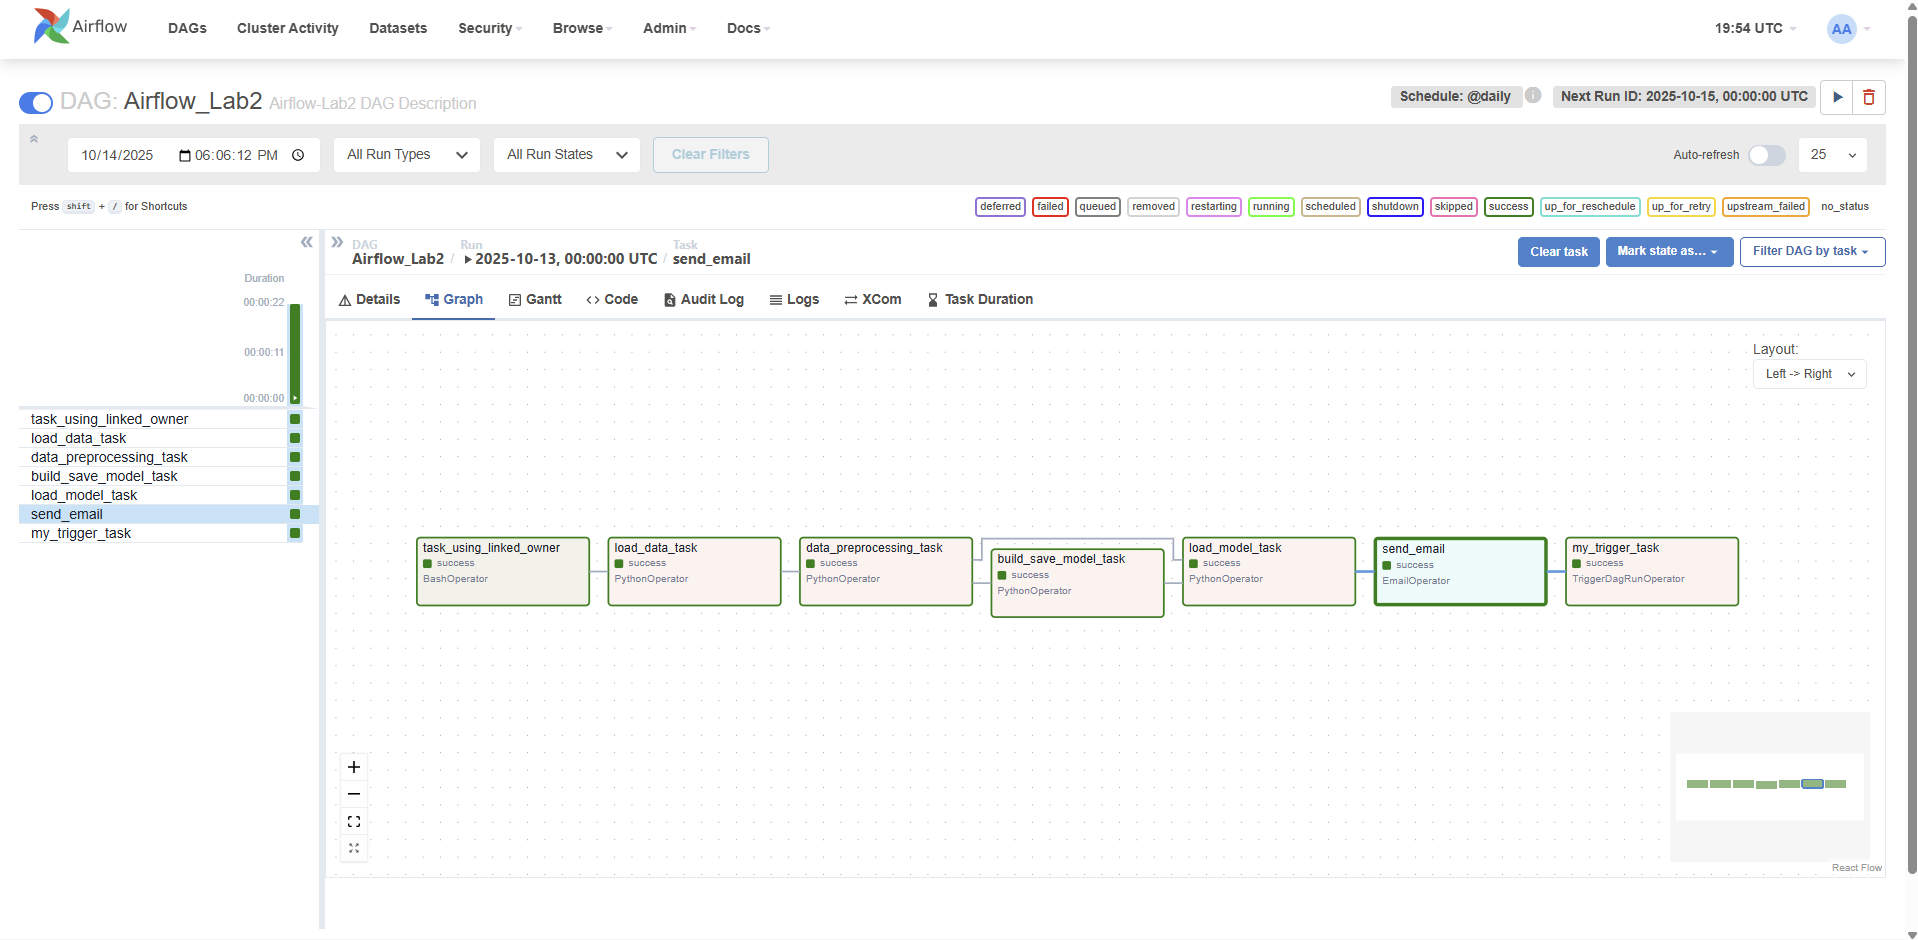 Airflow
DAGs Cluster Activity Datasets Security Browse Admin Docs
19:54 UTC AA
DAG: Airflow_Lab2 Airflow-Lab2 DAG Description
Schedule: @daily i Next Run ID: 2025-10-15, 00:00:00 UTC
10/14/2025 06:06:12 PM All Run Types All Run States Clear Filters
Auto-refresh 25
Press shift + / for Shortcuts
deferred failed queued removed restarting running scheduled shutdown skipped success up_for_reschedule up_for_retry upstream_failed no_status
DAG Run Task
Airflow_Lab2 / 2025-10-13, 00:00:00 UTC / send_email
Clear task Mark state as... Filter DAG by task
Duration
00:00:22
00:00:11
00:00:00
task_using_linked_owner
load_data_task
data_preprocessing_task
build_save_model_task
load_model_task
send_email
my_trigger_task
Details Graph Gantt Code Audit Log Logs XCom Task Duration
Layout:
Left -> Right
task_using_linked_owner
success
BashOperator
load_data_task
success
PythonOperator
data_preprocessing_task
success
PythonOperator
build_save_model_task
success
PythonOperator
load_model_task
success
PythonOperator
send_email
success
EmailOperator
my_trigger_task
success
TriggerDagRunOperator
React Flow